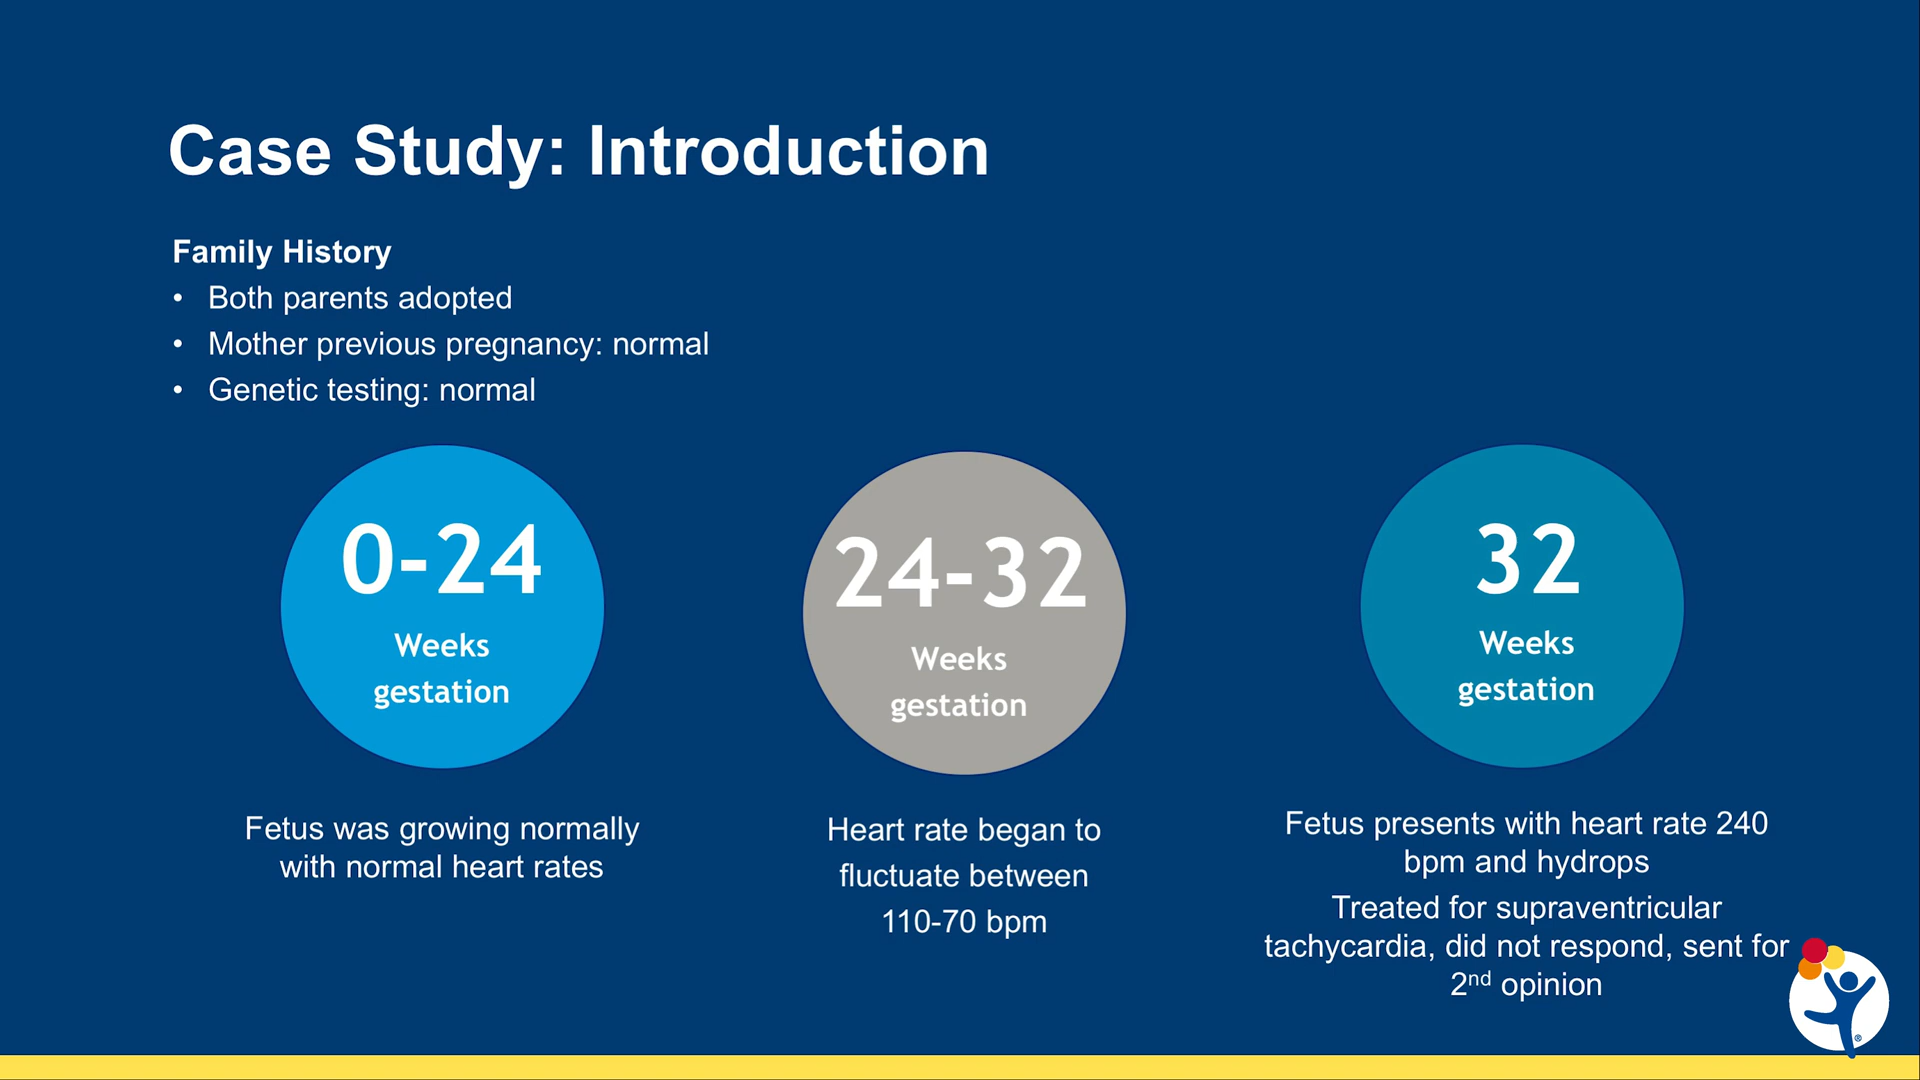 Case Study: Introduction
Family History
• Both parents adopted
• Mother previous pregnancy: normal
• Genetic testing: normal
0-24
Weeks
gestation
Fetus was growing normally
with normal heart rates
24-32
Weeks
gestation
Heart rate began to
fluctuate between
110-70 bpm
32
Weeks
gestation
Fetus presents with heart rate 240
bpm and hydrops
Treated for supraventricular
tachycardia, did not respond, sent for
2nd opinion
®